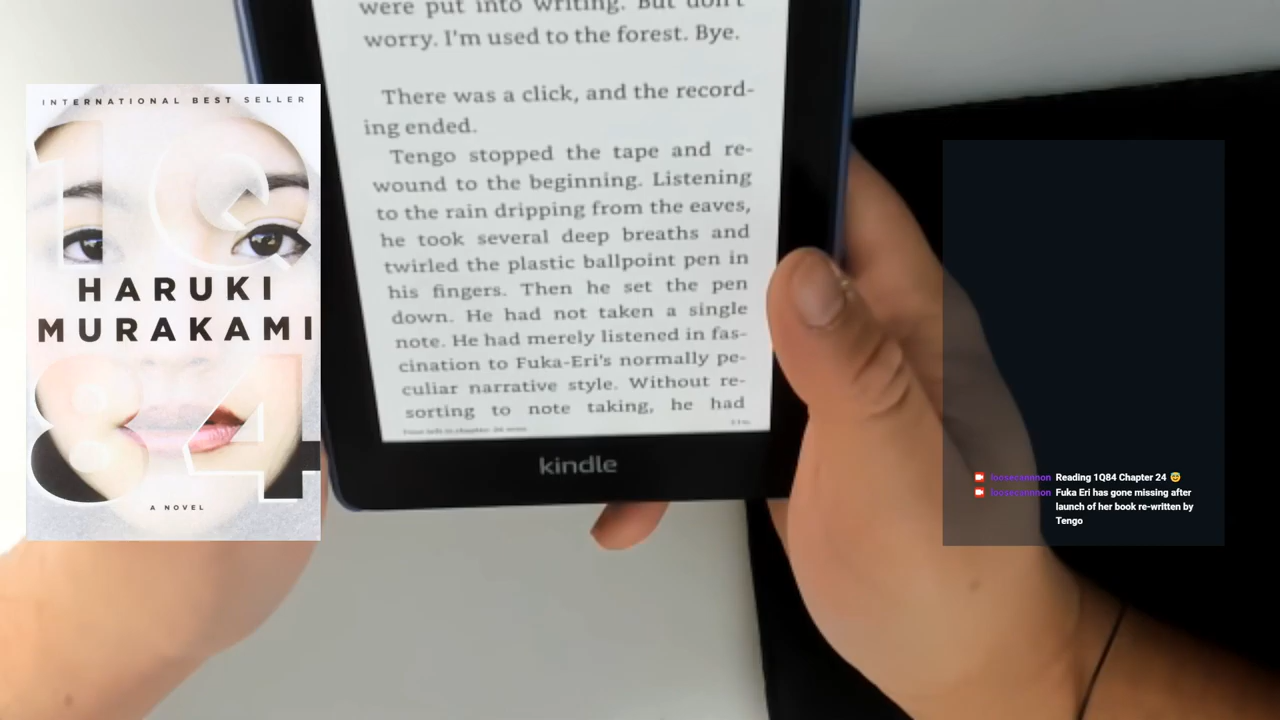 INTERNATIONAL BEST SELLER
1Q
HARUKI
MURAKAMI
84
A NOVEL
were put into writing. But don't
worry. I'm used to the forest. Bye.
There was a click, and the record-
ing ended.
Tengo stopped the tape and re-
wound to the beginning. Listening
to the rain dripping from the eaves,
he took several deep breaths and
twirled the plastic ballpoint pen in
his fingers. Then he set the pen
down. He had not taken a single
note. He had merely listened in fas-
cination to Fuka-Eri's normally pe-
culiar narrative style. Without re-
sorting to note taking, he had
kindle
Reading 1Q84 Chapter 24 😇
Fuka Eri has gone missing after
launch of her book re-written by
Tengo